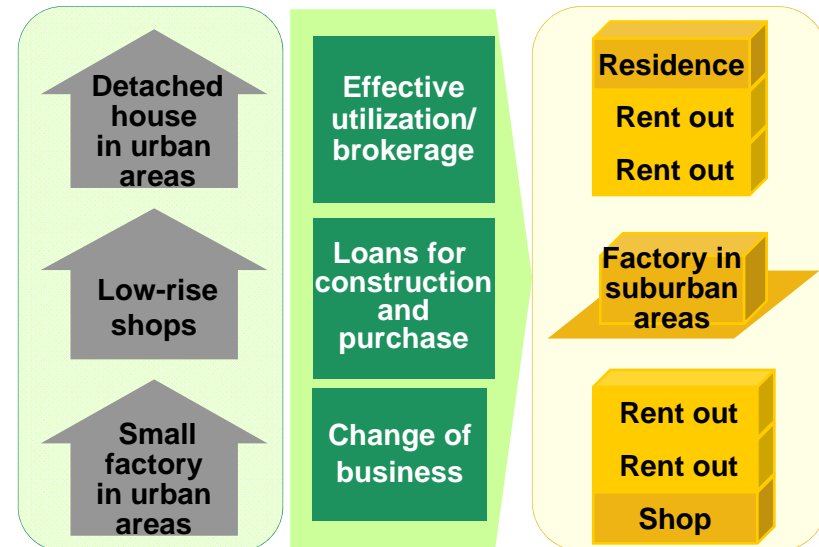 Detached
house
in urban
areas
Low-rise
shops
Small
factory
in urban
areas
Effective
utilization/
brokerage
Loans for
construction
and
purchase
Change of
business
Residence
Rent out
Rent out
Factory in
suburban
areas
Rent out
Rent out
Shop